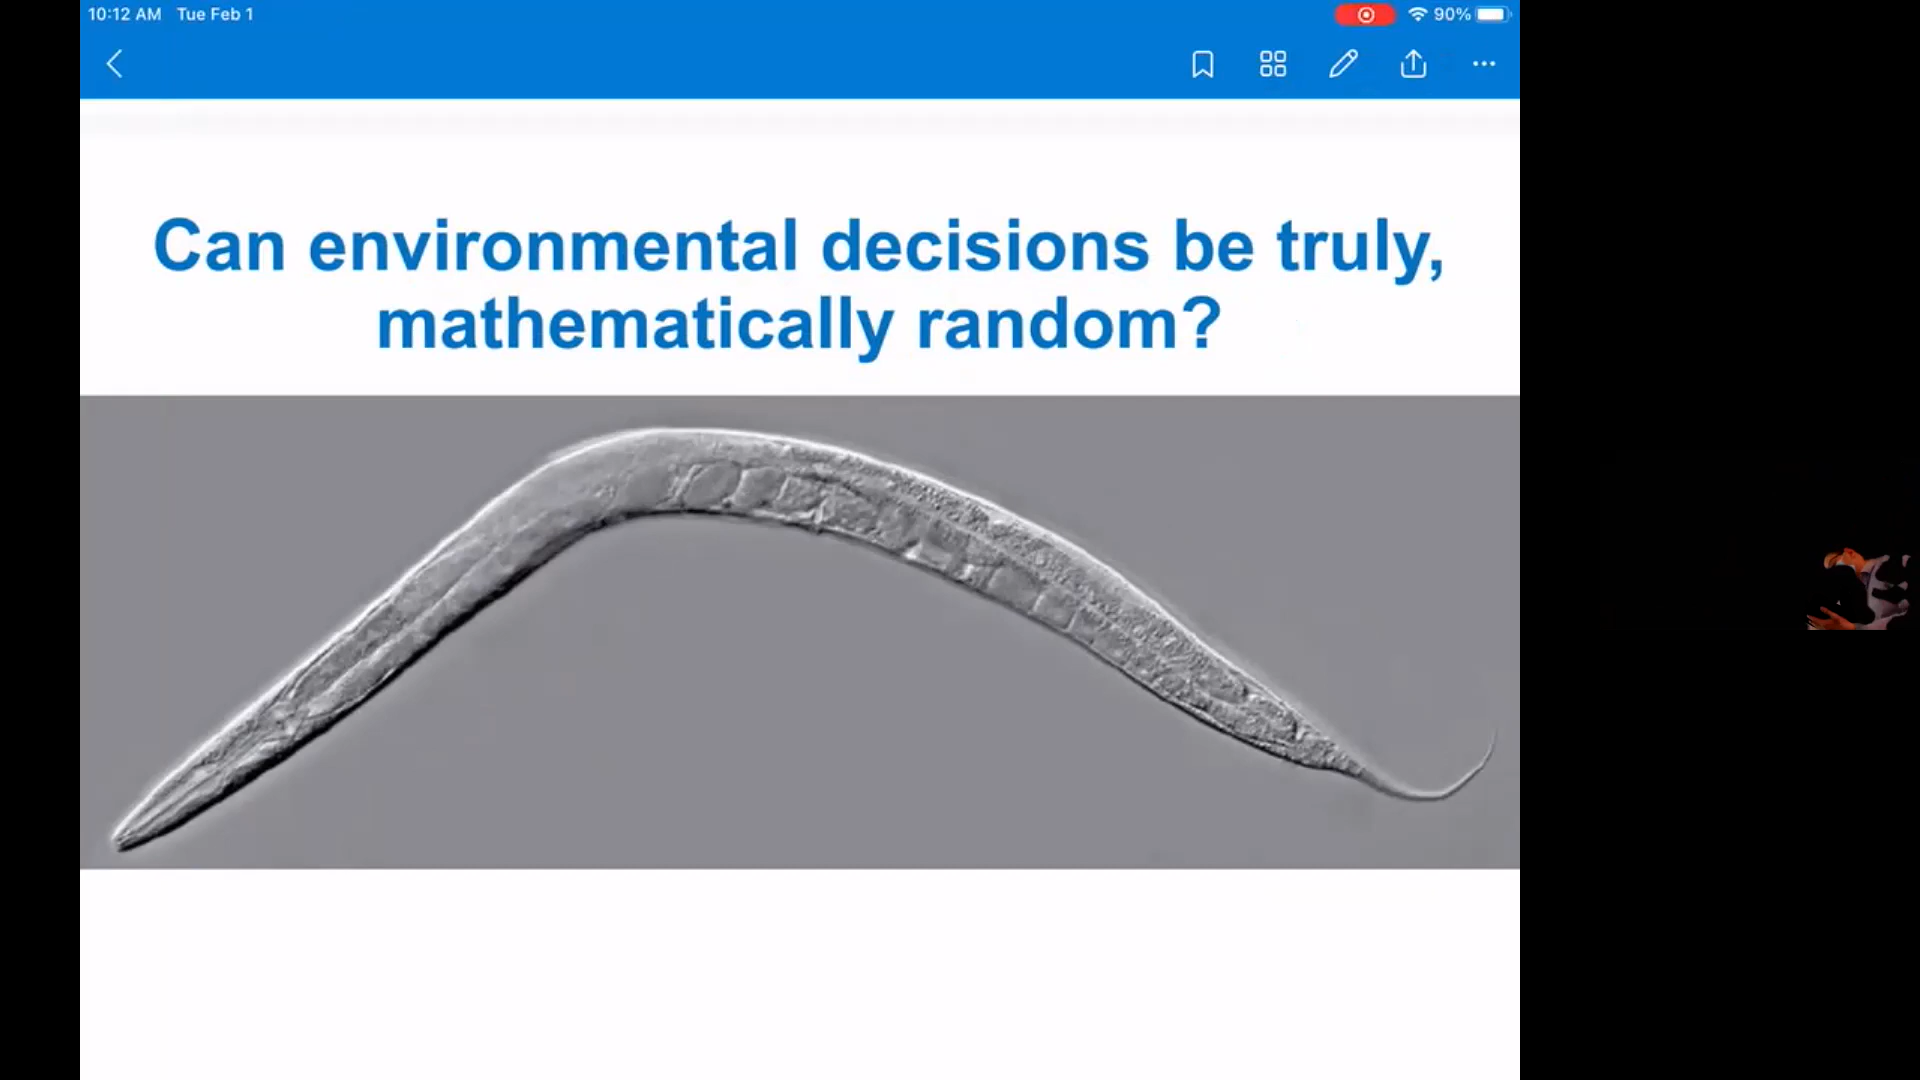 10:12 AM Tue Feb 1
90%
Can environmental decisions be truly,
mathematically random?